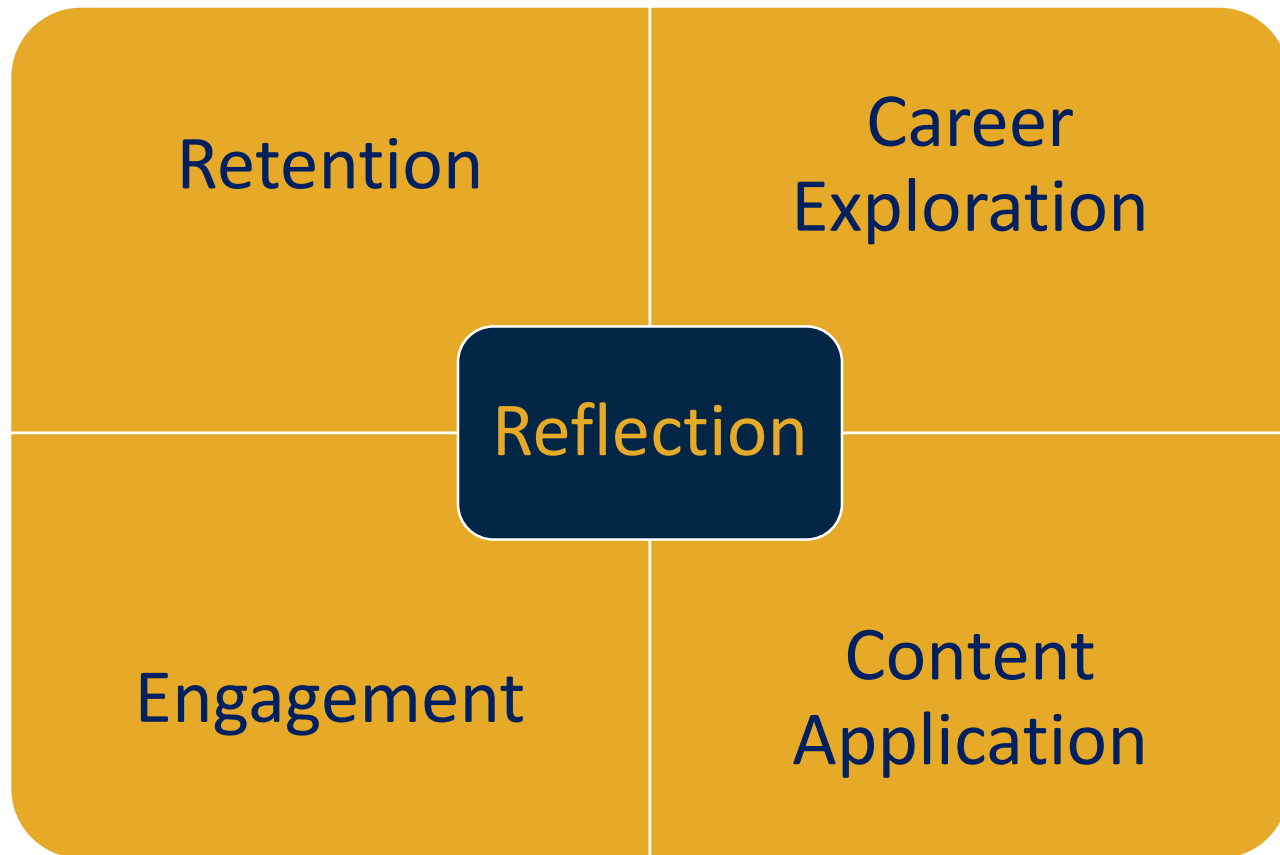 Retention
Career
Exploration
Reflection
Engagement
Content
Application